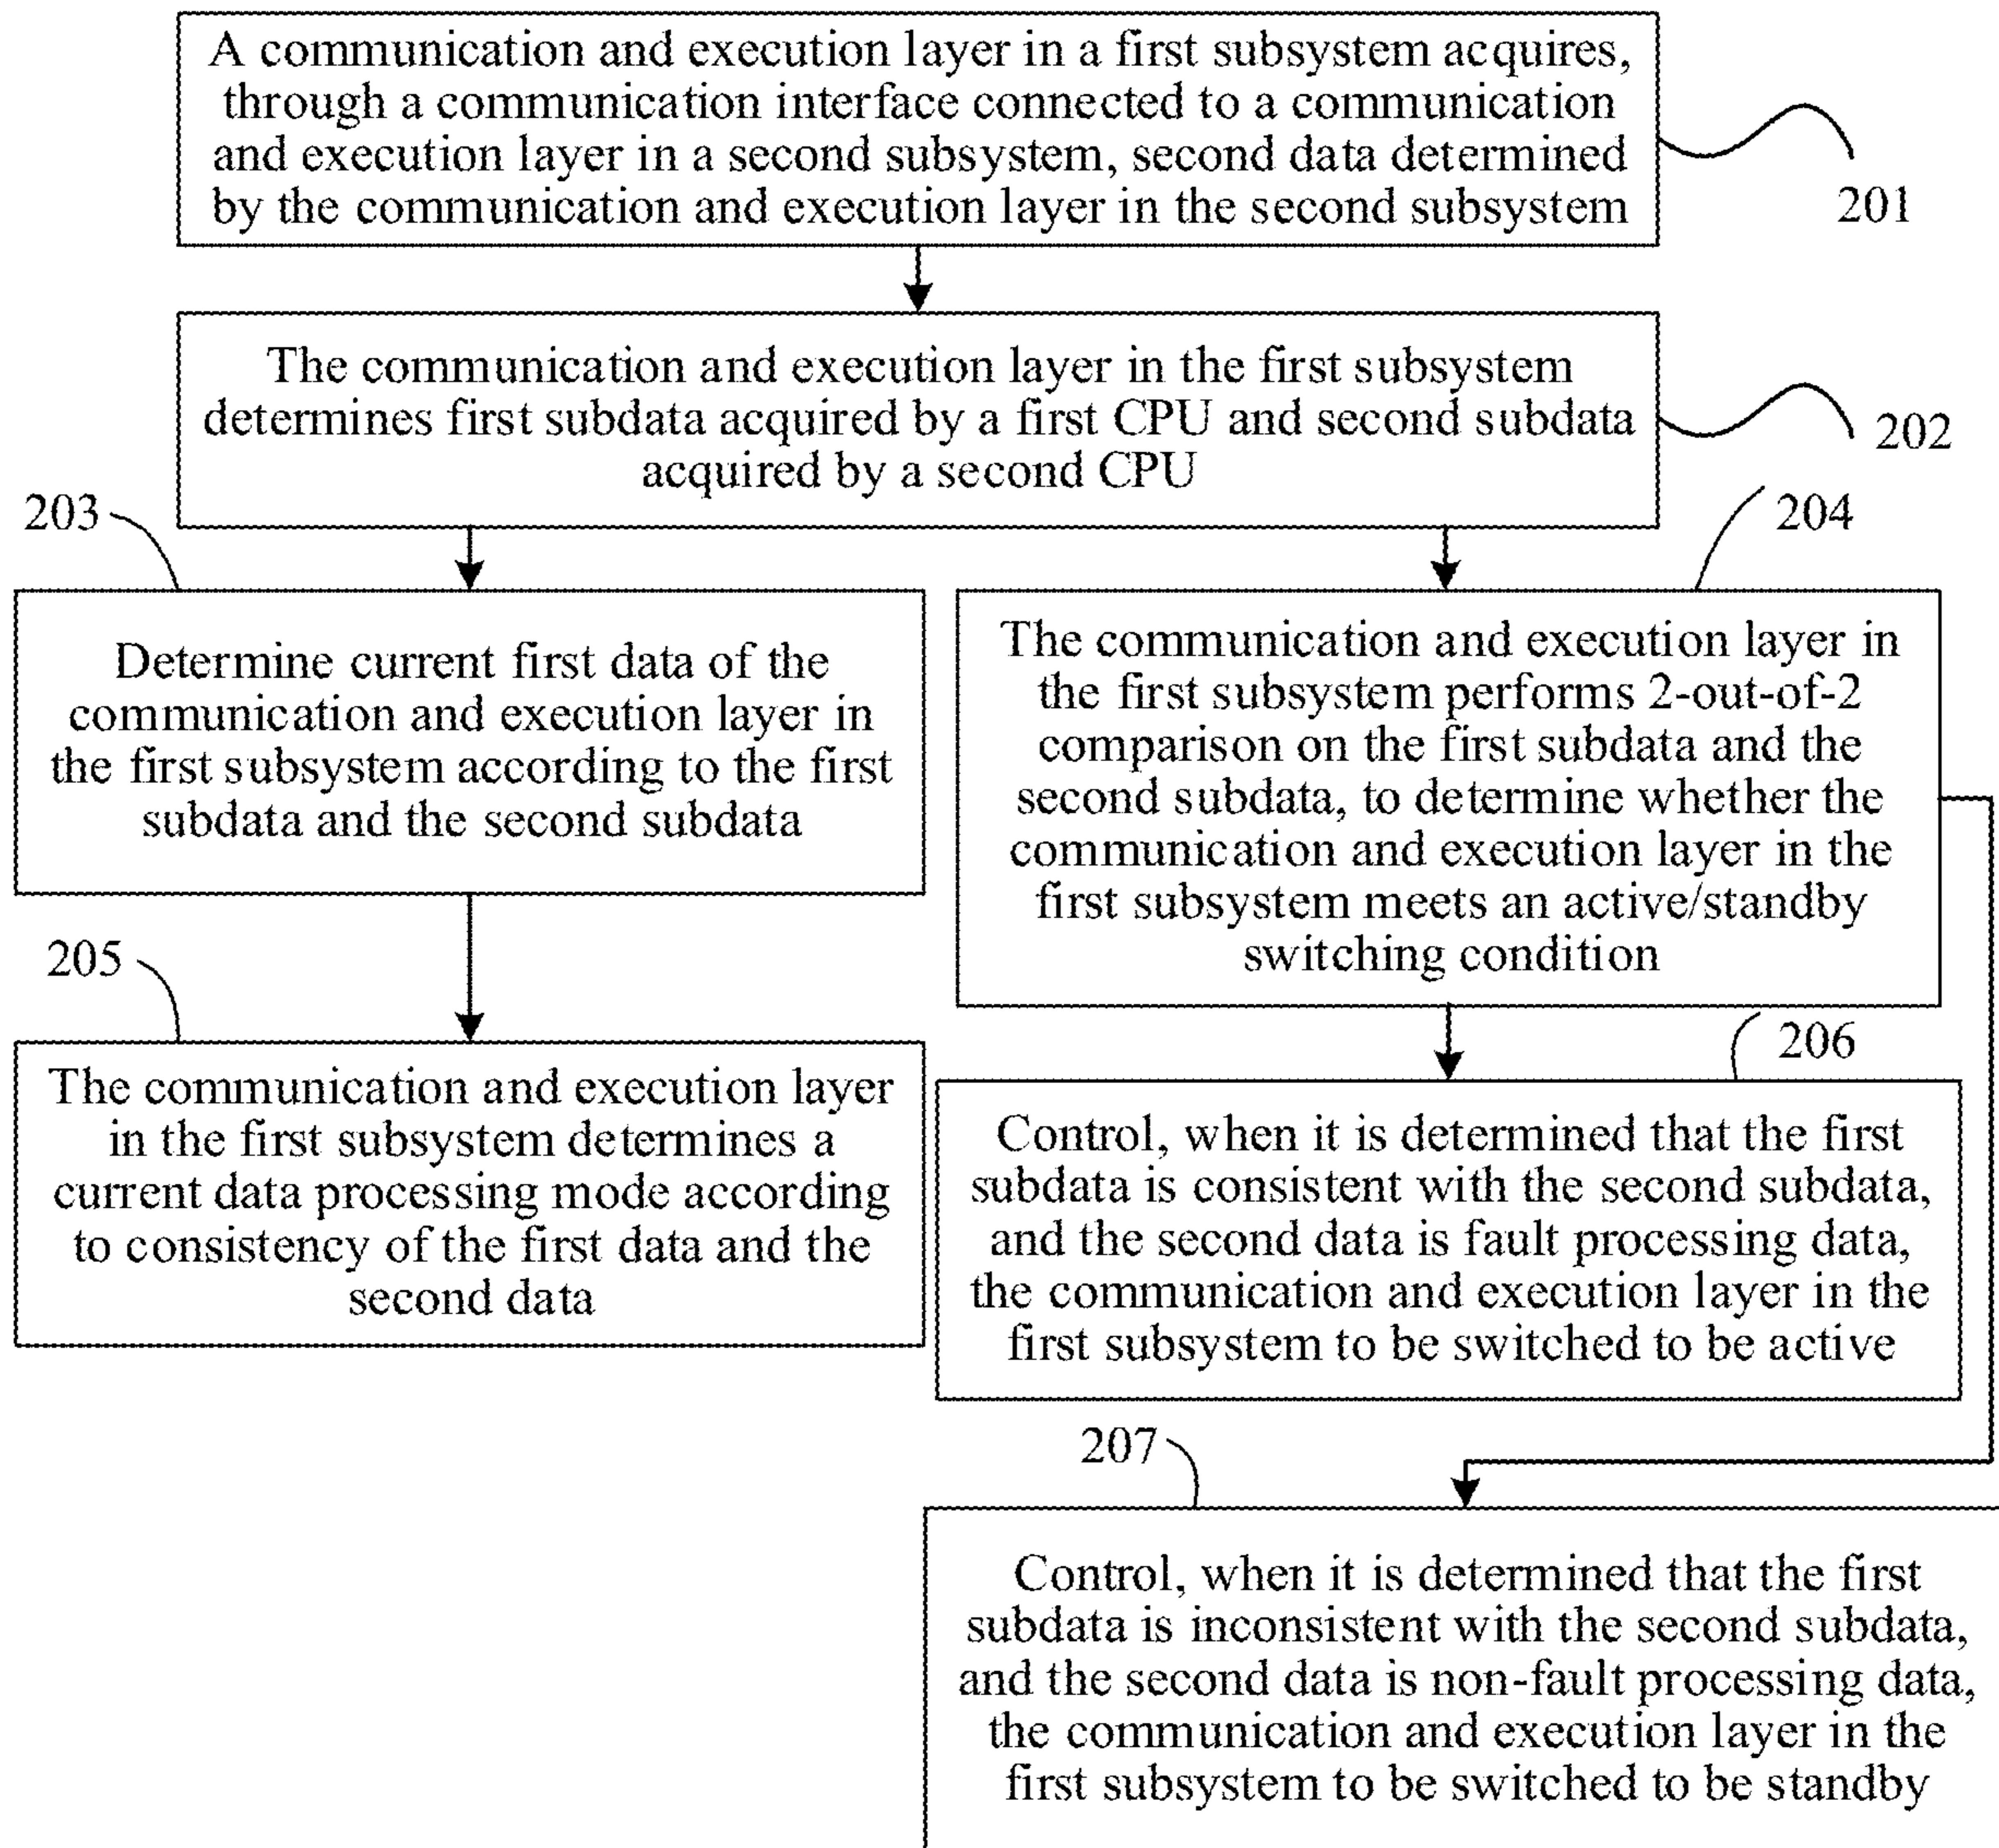 A communication and execution layer in a first subsystem acquires,
through a communication interface connected to a communication
and execution layer in a second subsystem, second data determined
by the communication and execution layer in the second subsystem
201
The communication and execution layer in the first subsystem
determines first subdata acquired by a first CPU and second subdata
acquired by a second CPU
202
203
Determine current first data of the
communication and execution layer in
the first subsystem according to the first
subdata and the second subdata
204
The communication and execution layer in
the first subsystem performs 2-out-of-2
comparison on the first subdata and the
second subdata, to determine whether the
communication and execution layer in the
first subsystem meets an active/standby
switching condition
205
The communication and execution layer
in the first subsystem determines a
current data processing mode according
to consistency of the first data and the
second data
206
Control, when it is determined that the first
subdata is consistent with the second subdata,
and the second data is fault processing data,
the communication and execution layer in the
first subsystem to be switched to be active
207
Control, when it is determined that the first
subdata is inconsistent with the second subdata,
and the second data is non-fault processing data,
the communication and execution layer in the
first subsystem to be switched to be standby